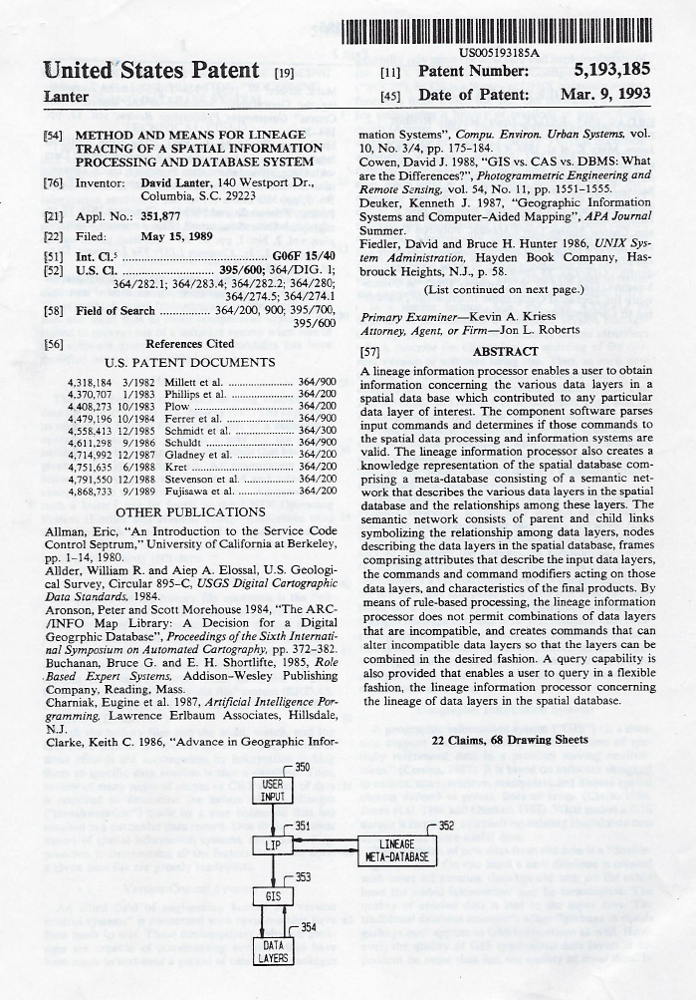 US005193185A
United States Patent [19]
Lanter
[11] Patent Number: 5,193,185
[45] Date of Patent: Mar. 9, 1993
[54] METHOD AND MEANS FOR LINEAGE
TRACING OF A SPATIAL INFORMATION
PROCESSING AND DATABASE SYSTEM
[76] Inventor: David Lanter, 140 Westport Dr.,
Columbia, S.C. 29223
[21] Appl. No.: 351,877
[22] Filed: May 15, 1989
[51] Int. Cl.5 ........................................ G06F 15/40
[52] U.S. Cl. ........................ 395/600; 364/DIG. 1;
364/282.1; 364/283.4; 364/282.2; 364/280;
364/274.5; 364/274.1
[58] Field of Search ............... 364/200, 900; 395/700,
395/600
[56] References Cited
U.S. PATENT DOCUMENTS
4,318,184 3/1982 Millett et al. ....................... 364/900
4,370,707 1/1983 Phillips et al. ...................... 364/200
4,408,273 10/1983 Plow ................................... 364/200
4,479,196 10/1984 Ferrer et al. ........................ 364/900
4,558,413 12/1985 Schmidt et al. ..................... 364/300
4,611,298 9/1986 Schuldt ............................... 364/900
4,714,992 12/1987 Gladney et al. ..................... 364/200
4,751,635 6/1988 Kret .................................... 364/200
4,791,550 12/1988 Stevenson et al. .................. 364/200
4,868,733 9/1989 Fujisawa et al. .................... 364/200
OTHER PUBLICATIONS
Allman, Eric, "An Introduction to the Service Code
Control Septrum," University of California at Berkeley,
pp. 1–14, 1980.
Allder, William R. and Aiep A. Elossal, U.S. Geologi-
cal Survey, Circular 895-C, USGS Digital Cartographic
Data Standards, 1984.
Aronson, Peter and Scott Morehouse 1984, "The ARC-
/INFO Map Library: A Decision for a Digital
Geogrphic Database", Proceedings of the Sixth Internati-
nal Symposium on Automated Cartography, pp. 372–382.
Buchanan, Bruce G. and E. H. Shortlifte, 1985, Role
Based Expert Systems, Addison-Wesley Publishing
Company, Reading, Mass.
Charniak, Eugine et al. 1987, Artificial Intelligence Por-
gramming, Lawrence Erlbaum Associates, Hillsdale,
N.J.
Clarke, Keith C. 1986, "Advance in Geographic Infor-
mation Systems", Compu. Environ. Urban Systems, vol.
10, No. 3/4, pp. 175–184.
Cowen, David J. 1988, "GIS vs. CAS vs. DBMS: What
are the Differences?", Photogrammetric Engineering and
Remote Sensing, vol. 54, No. 11, pp. 1551–1555.
Deuker, Kenneth J. 1987, "Geographic Information
Systems and Computer-Aided Mapping", APA Journal
Summer.
Fiedler, David and Bruce H. Hunter 1986, UNIX Sys-
tem Administration, Hayden Book Company, Has-
brouck Heights, N.J., p. 58.
(List continued on next page.)
Primary Examiner—Kevin A. Kriess
Attorney, Agent, or Firm—Jon L. Roberts
[57] ABSTRACT
A lineage information processor enables a user to obtain
information concerning the various data layers in a
spatial data base which contributed to any particular
data layer of interest. The component software parses
input commands and determines if those commands to
the spatial data processing and information systems are
valid. The lineage information processor also creates a
knowledge representation of the spatial database com-
prising a meta-database consisting of a semantic net-
work that describes the various data layers in the spatial
database and the relationships among these layers. The
semantic network consists of parent and child links
symbolizing the relationship among data layers, nodes
describing the data layers in the spatial database, frames
comprising attributes that describe the input data layers,
the commands and command modifiers acting on those
data layers, and characteristics of the final products. By
means of rule-based processing, the lineage information
processor does not permit combinations of data layers
that are incompatible, and creates commands that can
alter incompatible data layers so that the layers can be
combined in the desired fashion. A query capability is
also provided that enables a user to query in a flexible
fashion, the lineage information processor concerning
the lineage of data layers in the spatial database.
22 Claims, 68 Drawing Sheets
350
USER
INPUT
351
LIP
352
LINEAGE
META-DATABASE
353
GIS
354
DATA
LAYERS